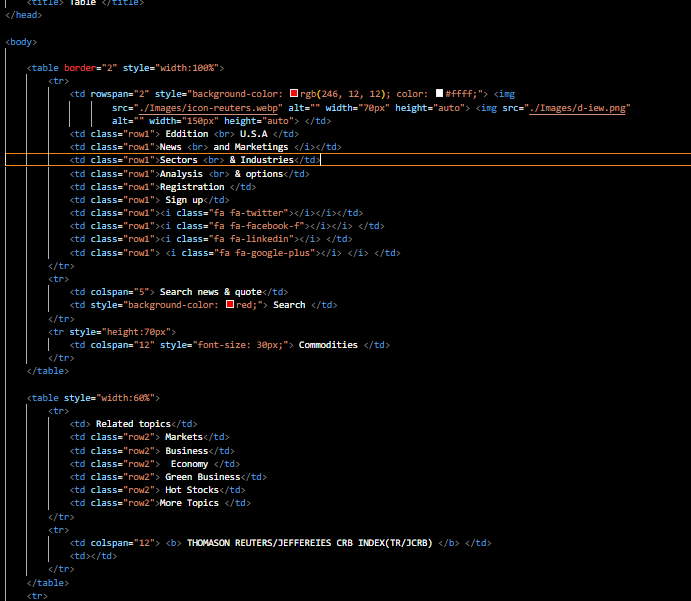 <title> Table </title>
</head>
<body>
<table border="2" style="width:100%">
<tr>
<td rowspan="2" style="background-color: rgb(246, 12, 12); color: #ffff;"> <img
src="./Images/icon-reuters.webp" alt="" width="70px" height="auto"> <img src="./Images/d-iew.png"
alt="" width="150px" height="auto"> </td>
<td class="row1"> Eddition <br> U.S.A </td>
<td class="row1">News <br> and Marketings </i></td>
<td class="row1">Sectors <br> & Industries</td>
<td class="row1">Analysis <br> & options</td>
<td class="row1">Registration </td>
<td class="row1"> Sign up</td>
<td class="row1"><i class="fa fa-twitter"></i></i></td>
<td class="row1"><i class="fa fa-facebook-f"></i></i> </td>
<td class="row1"><i class="fa fa-linkedin"></i> </td>
<td class="row1"> <i class="fa fa-google-plus"></i> </i> </td>
</tr>
<tr>
<td colspan="5"> Search news & quote</td>
<td style="background-color: red;"> Search </td>
</tr>
<tr style="height:70px">
<td colspan="12" style="font-size: 30px;"> Commodities </td>
</tr>
</table>
<table style="width:60%">
<tr>
<td> Related topics</td>
<td class="row2"> Markets</td>
<td class="row2"> Business</td>
<td class="row2">  Economy </td>
<td class="row2"> Green Business</td>
<td class="row2"> Hot Stocks</td>
<td class="row2">More Topics </td>
</tr>
<tr>
<td colspan="12"> <b> THOMASON REUTERS/JEFFEREIES CRB INDEX(TR/JCRB) </b> </td>
<td></td>
</tr>
</table>
<tr>